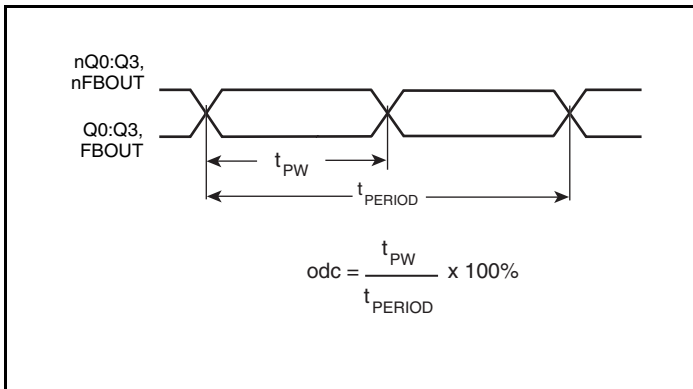 nQ0:Q3,
nFBOUT
Q0:Q3,
FBOUT
tPW
tPERIOD
odc = tPW / tPERIOD x 100%